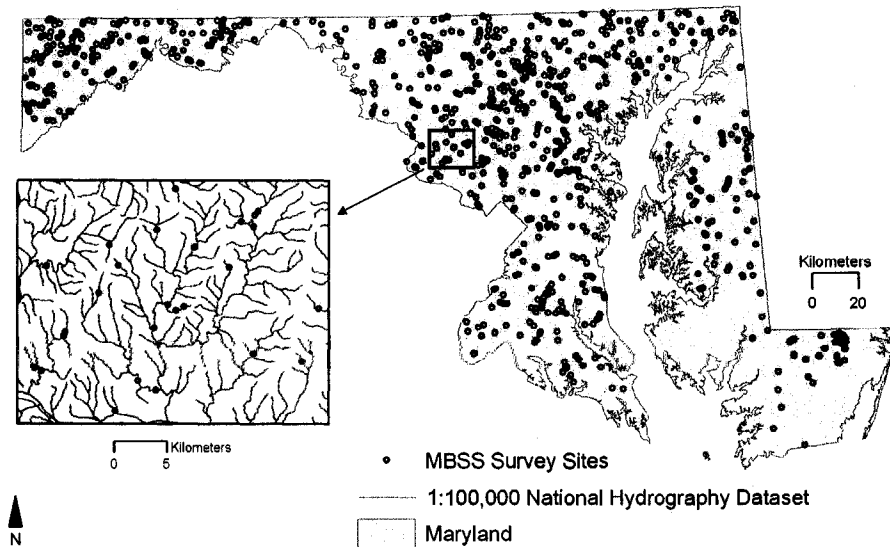 Kilometers
0 20
Kilometers
0 5
MBSS Survey Sites
1:100,000 National Hydrography Dataset
Maryland
N